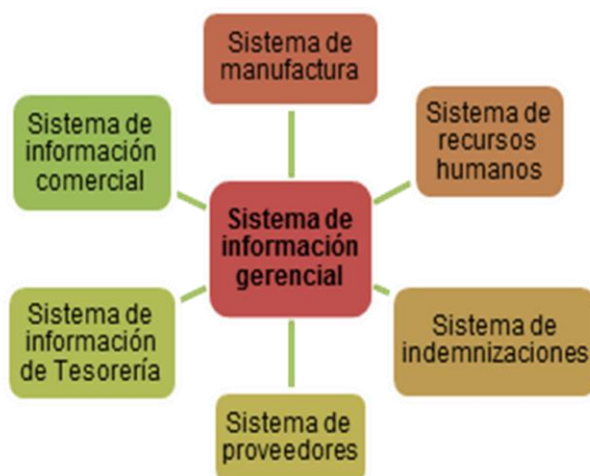 Sistema de
manufactura
Sistema de
recursos
humanos
Sistema de
información
comercial
Sistema de
información
gerencial
Sistema de
información
de Tesorería
Sistema de
indemnizaciones
Sistema de
proveedores